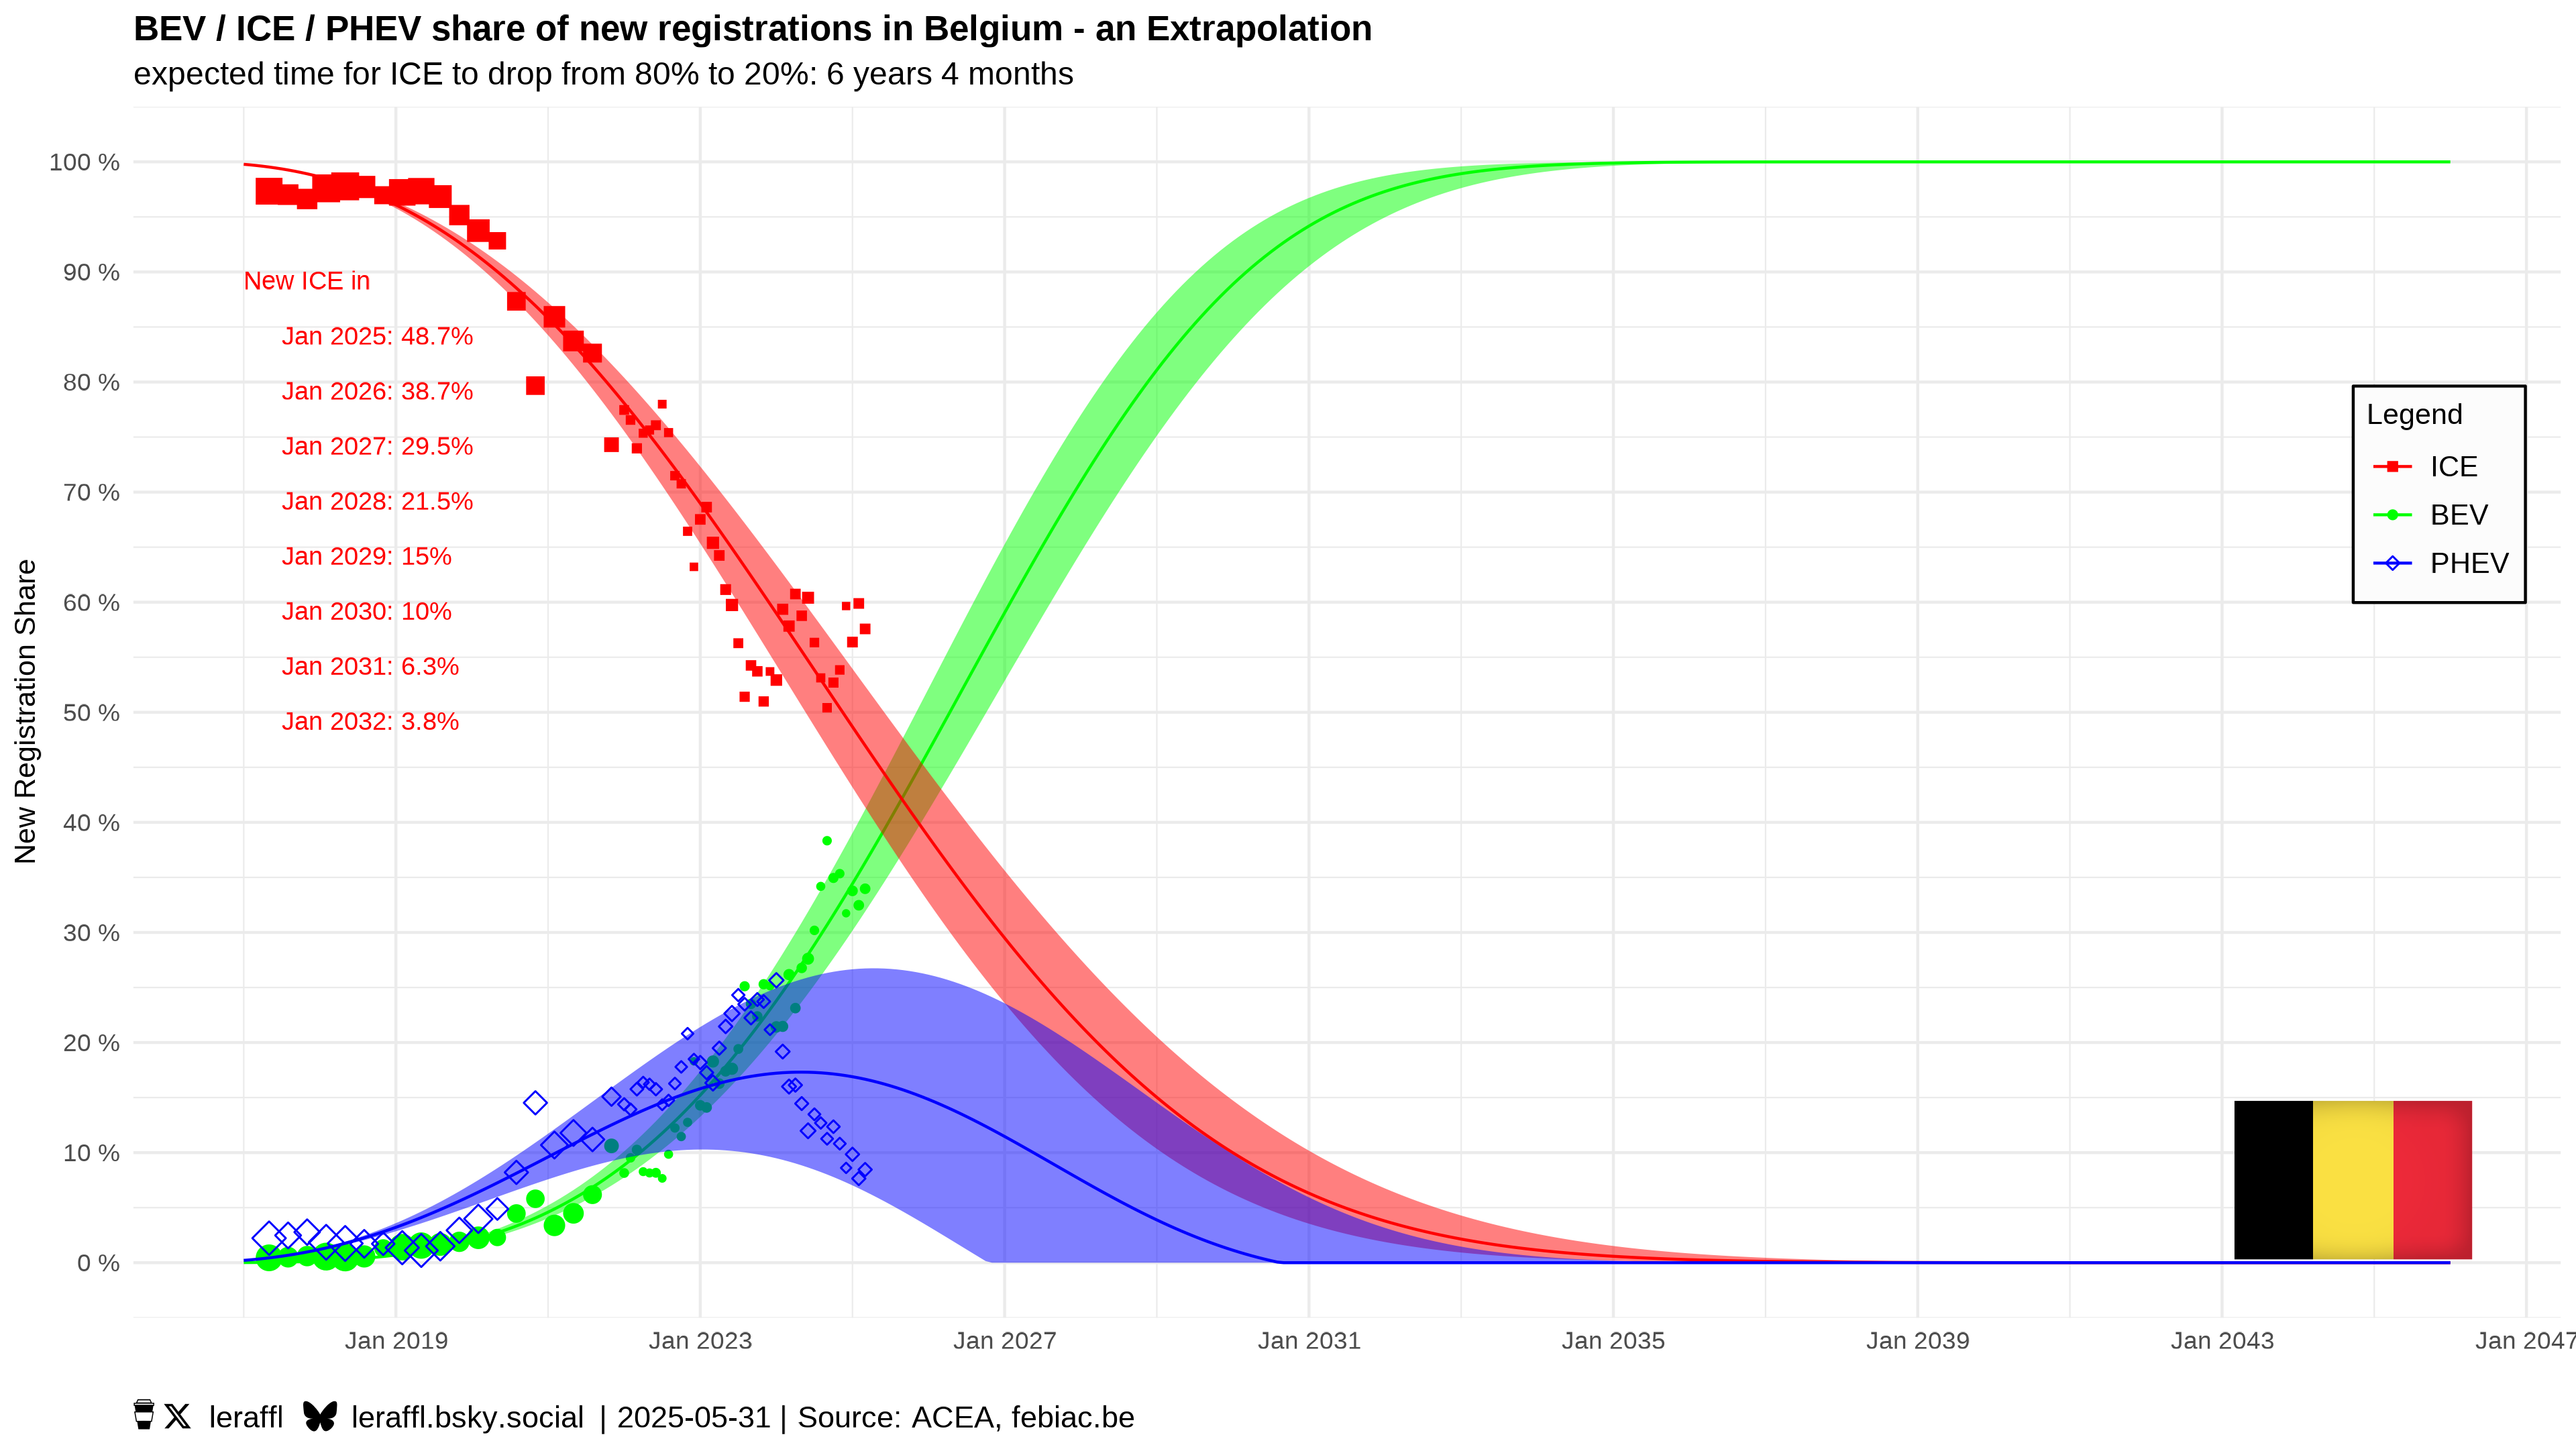 BEV / ICE / PHEV share of new registrations in Belgium - an Extrapolation
expected time for ICE to drop from 80% to 20%: 6 years 4 months
New Registration Share
100 %
90 %
80 %
70 %
60 %
50 %
40 %
30 %
20 %
10 %
0 %
New ICE in
Jan 2025: 48.7%
Jan 2026: 38.7%
Jan 2027: 29.5%
Jan 2028: 21.5%
Jan 2029: 15%
Jan 2030: 10%
Jan 2031: 6.3%
Jan 2032: 3.8%
Legend
ICE
BEV
PHEV
Jan 2019 Jan 2023 Jan 2027 Jan 2031 Jan 2035 Jan 2039 Jan 2043 Jan 2047
leraffl leraffl.bsky.social | 2025-05-31 | Source: ACEA, febiac.be